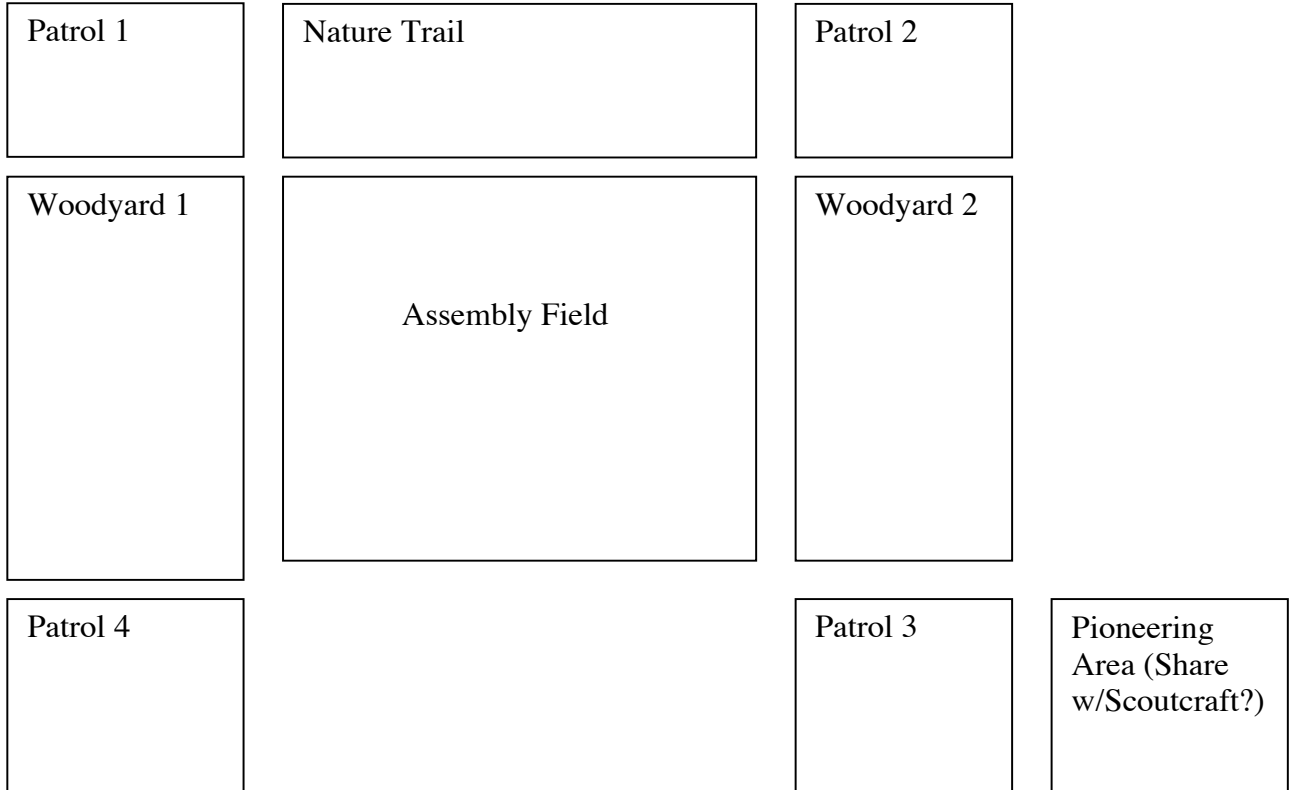 Patrol 1
Nature Trail
Patrol 2
Woodyard 1
Assembly Field
Woodyard 2
Patrol 4
Patrol 3
Pioneering
Area (Share
w/Scoutcraft?)